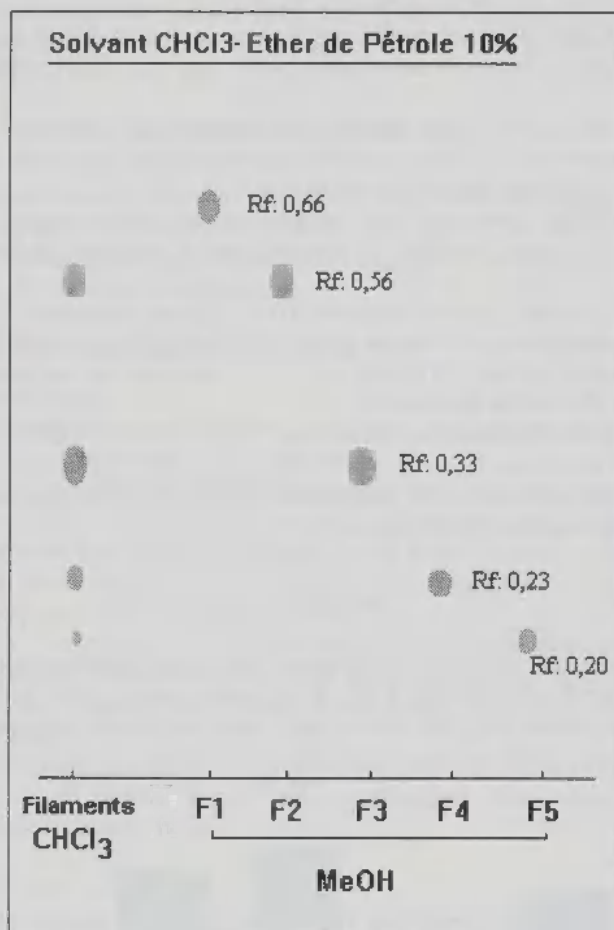 Solvant CHCl3- Ether de Pétrole 10%
Rf: 0,66
Rf: 0,56
Rf: 0,33
Rf: 0,23
Rf: 0,20
Filaments F1 F2 F3 F4 F5
CHCl3
MeOH